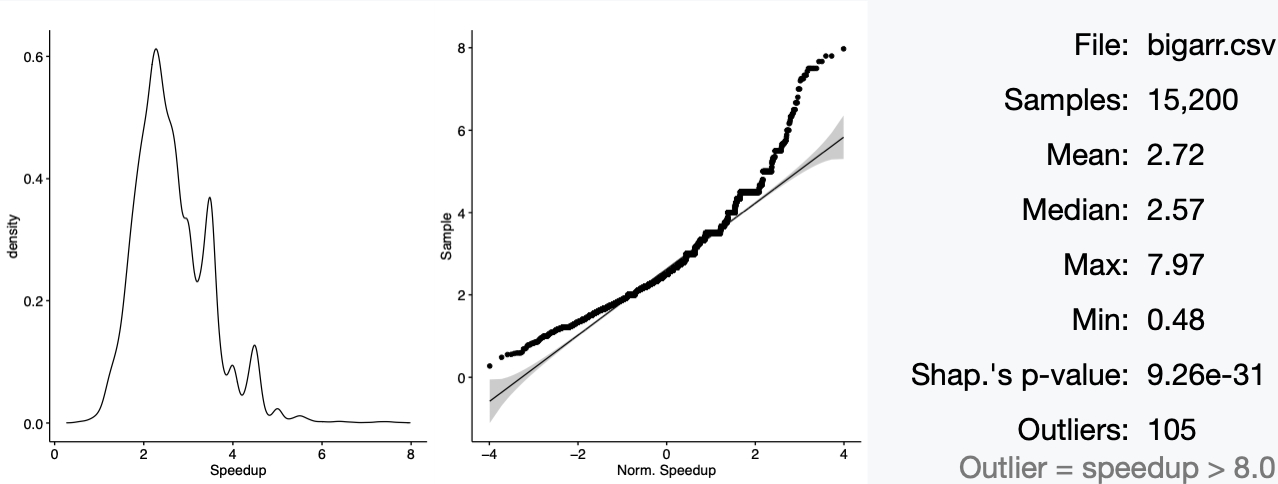 0.6
0.4
0.2
0.0
density
0
2
4
6
8
Speedup
8
6
4
2
0
Sample
−4
−2
0
2
4
Norm. Speedup
File: bigarr.csv
Samples: 15,200
Mean: 2.72
Median: 2.57
Max: 7.97
Min: 0.48
Shap.'s p-value: 9.26e-31
Outliers: 105
Outlier = speedup > 8.0